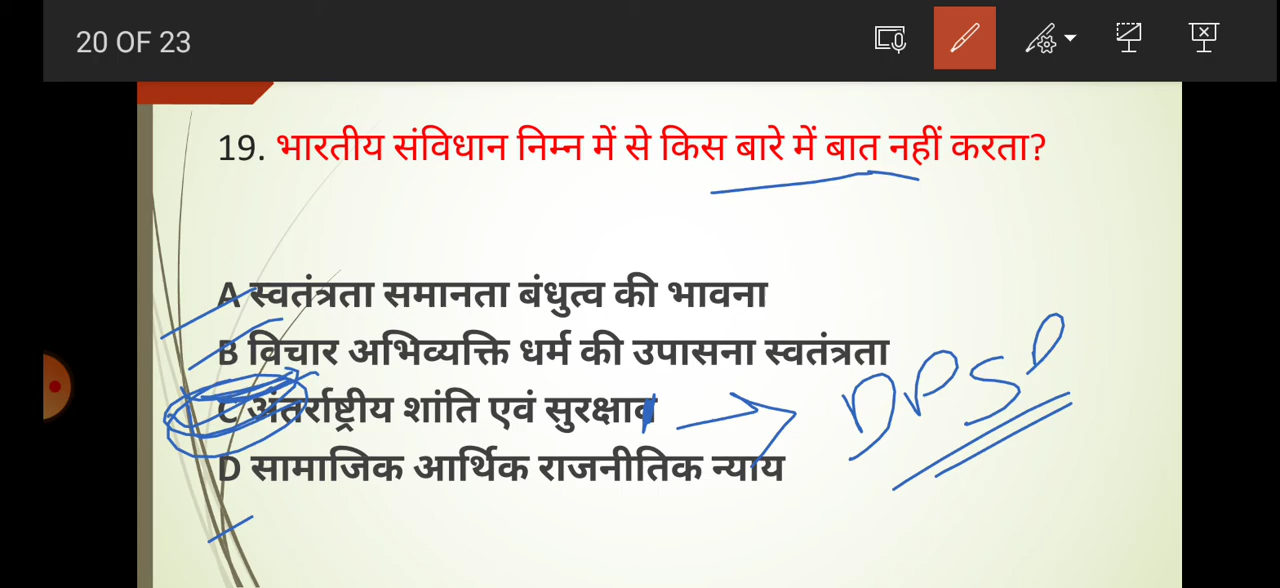 20 OF 23
19. भारतीय संविधान निम्न में से किस बारे में बात नहीं करता?
A स्वतंत्रता समानता बंधुत्व की भावना
B विचार अभिव्यक्ति धर्म की उपासना स्वतंत्रता
C अंतर्राष्ट्रीय शांति एवं सुरक्षाव
DPSP
D सामाजिक आर्थिक राजनीतिक न्याय